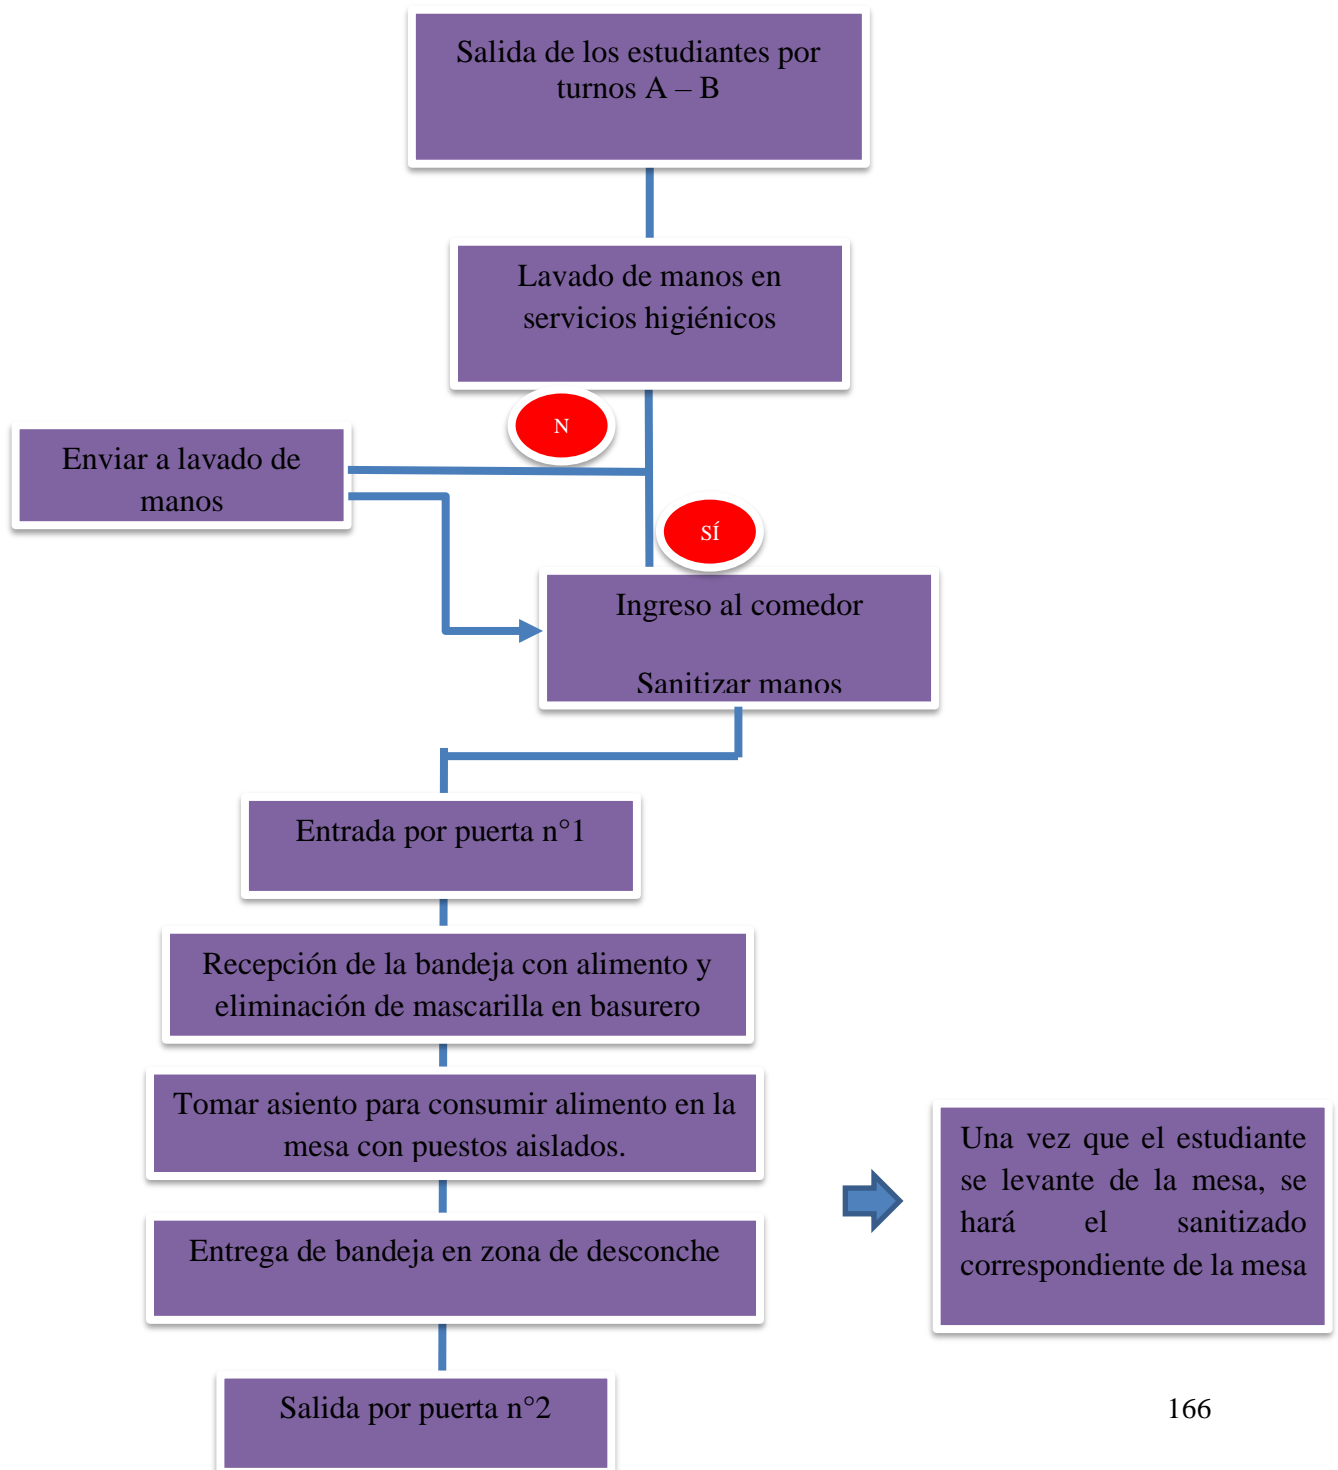 Salida de los estudiantes por
turnos A – B
Lavado de manos en
servicios higiénicos
N
Enviar a lavado de
manos
SÍ
Ingreso al comedor
Sanitizar manos
Entrada por puerta n°1
Recepción de la bandeja con alimento y
eliminación de mascarilla en basurero
Tomar asiento para consumir alimento en la
mesa con puestos aislados.
Una vez que el estudiante
se levante de la mesa, se
hará el sanitizado
correspondiente de la mesa
Entrega de bandeja en zona de desconche
Salida por puerta n°2
166